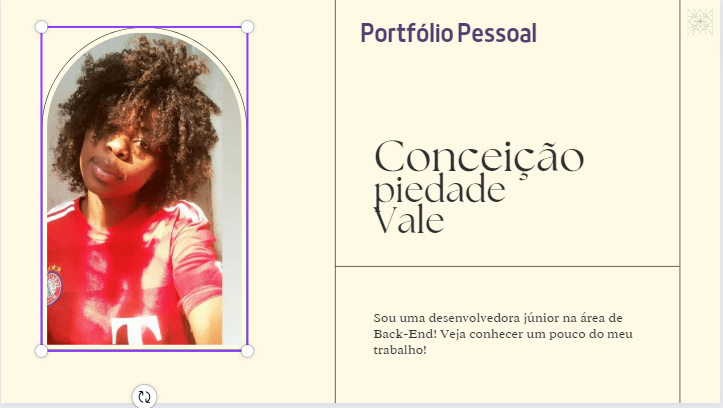 Portfólio Pessoal
Conceição
piedade
Vale
Sou uma desenvolvedora júnior na área de
Back-End! Veja conhecer um pouco do meu
trabalho!
T